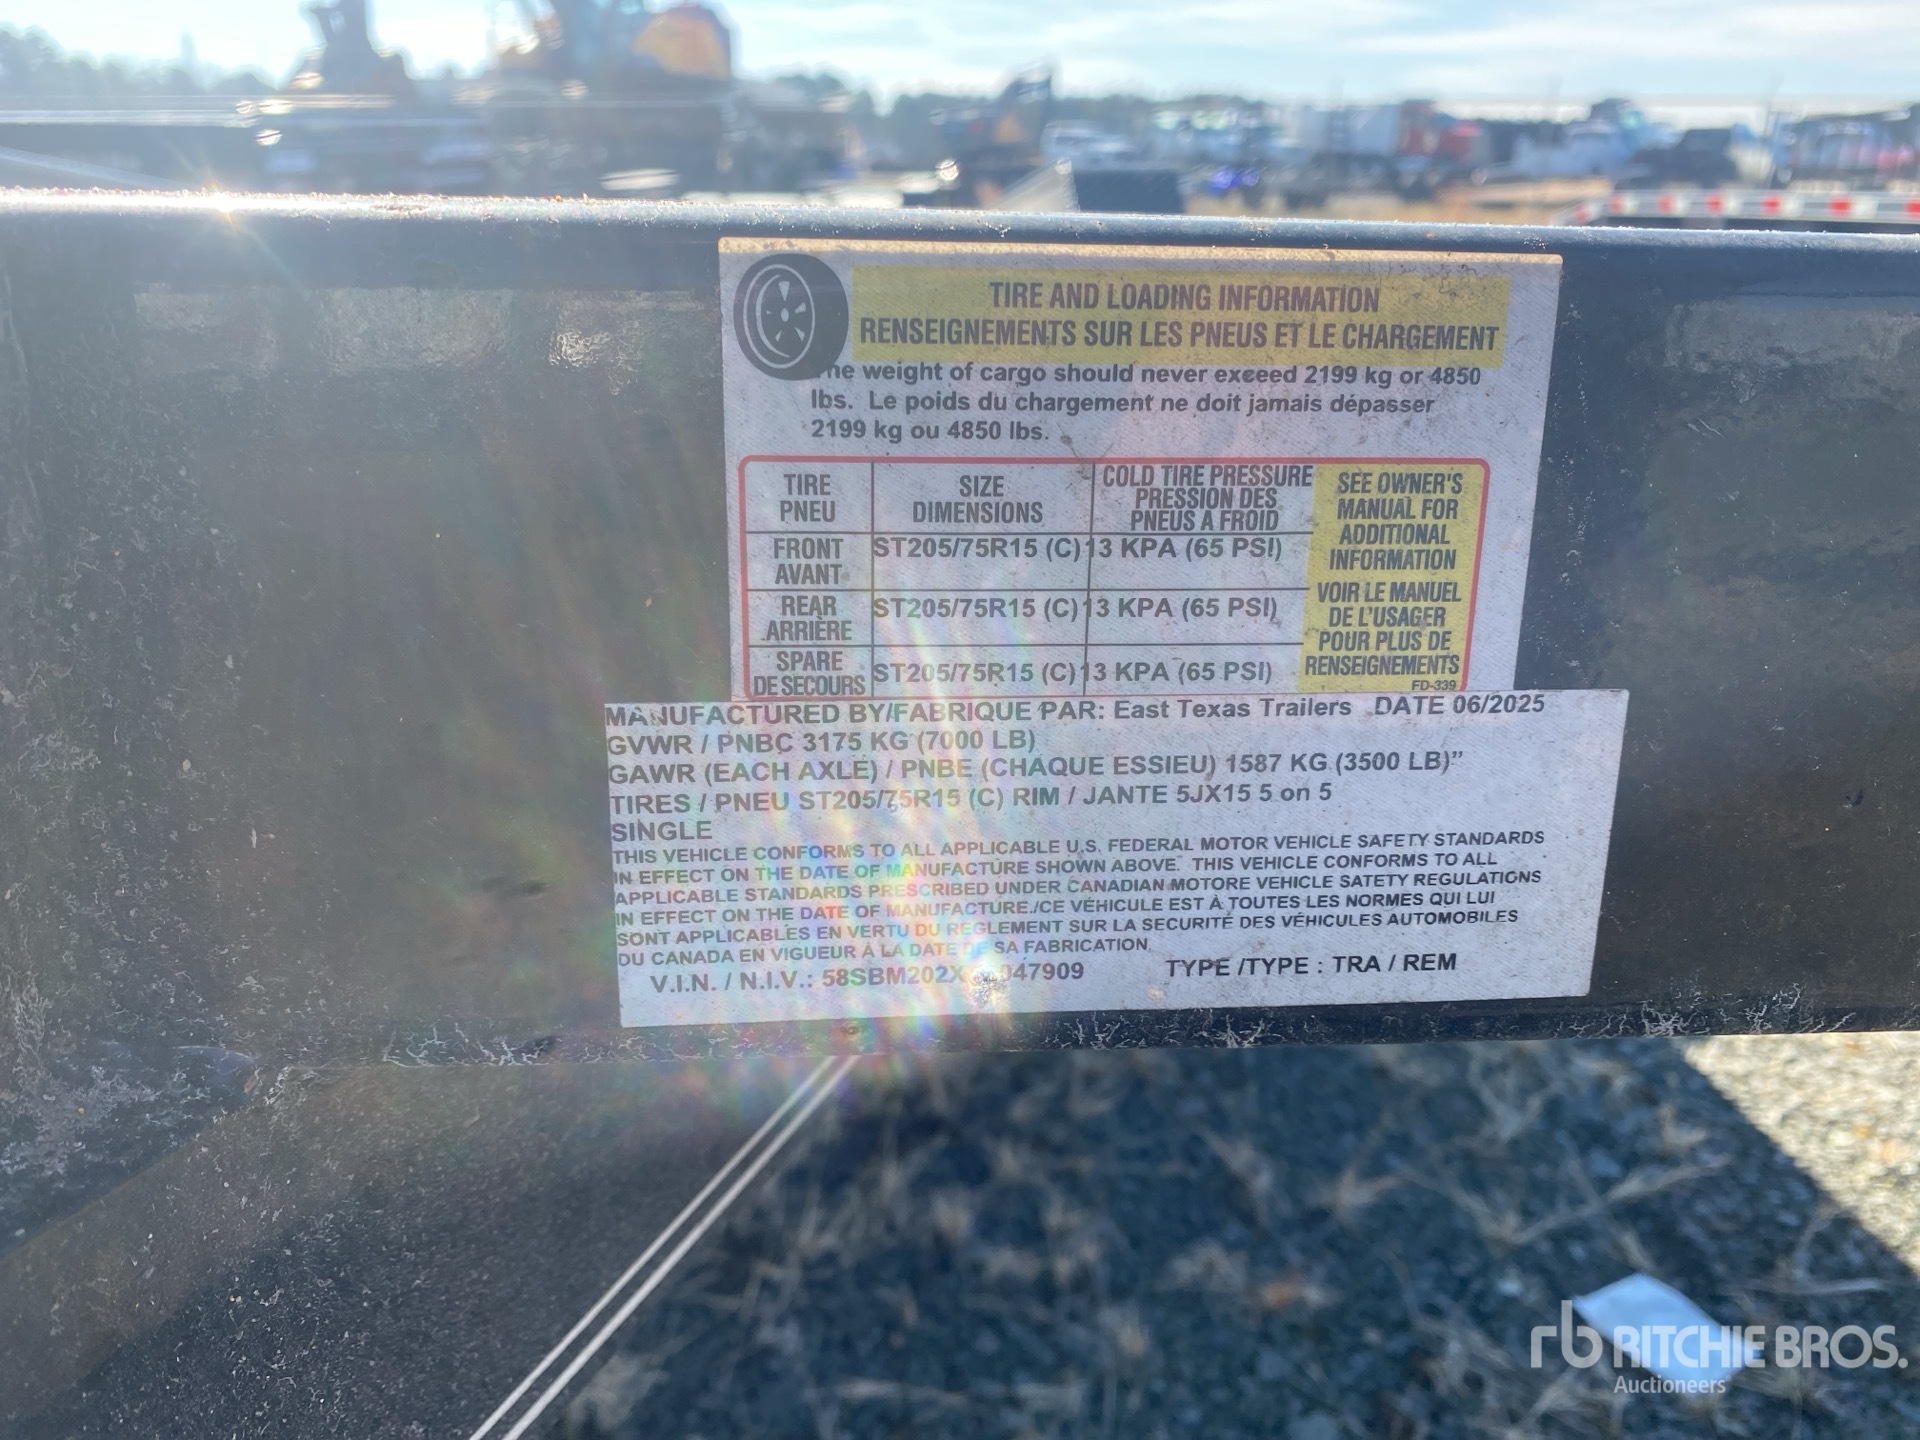 TIRE AND LOADING INFORMATION
RENSEIGNEMENTS SUR LES PNEUS ET LE CHARGEMENT
he weight of cargo should never exceed 2199 kg or 4850
lbs. Le poids du chargement ne doit jamais dépasser
2199 kg ou 4850 lbs.
TIRE PNEU SIZE DIMENSIONS COLD TIRE PRESSURE PRESSION DES PNEUS A FROID
FRONT AVANT ST205/75R15 (C) 13 KPA (65 PSI)
REAR ARRIÈRE ST205/75R15 (C) 13 KPA (65 PSI)
SPARE DE SECOURS ST205/75R15 (C) 13 KPA (65 PSI)
SEE OWNER'S
MANUAL FOR
ADDITIONAL
INFORMATION
VOIR LE MANUEL
DE L'USAGER
POUR PLUS DE
RENSEIGNEMENTS
FD-339
MANUFACTURED BY/FABRIQUE PAR: East Texas Trailers DATE 06/2025
GVWR / PNBC 3175 KG (7000 LB)
GAWR (EACH AXLE) / PNBE (CHAQUE ESSIEU) 1587 KG (3500 LB)”
TIRES / PNEU ST205/75R15 (C) RIM / JANTE 5JX15 5 on 5
SINGLE
THIS VEHICLE CONFORMS TO ALL APPLICABLE U.S. FEDERAL MOTOR VEHICLE SAFETY STANDARDS
IN EFFECT ON THE DATE OF MANUFACTURE SHOWN ABOVE. THIS VEHICLE CONFORMS TO ALL
APPLICABLE STANDARDS PRESCRIBED UNDER CANADIAN MOTORE VEHICLE SATETY REGULATIONS
IN EFFECT ON THE DATE OF MANUFACTURE./CE VÉHICULE EST À TOUTES LES NORMES QUI LUI
SONT APPLICABLES EN VERTU DU RÈGLEMENT SUR LA SECURITÉ DES VÉHICULES AUTOMOBILES
DU CANADA EN VIGUEUR À LA DATE DE SA FABRICATION.
V.I.N. / N.I.V.: 58SBM202X 047909 TYPE /TYPE : TRA / REM
rb RITCHIE BROS.
Auctioneers